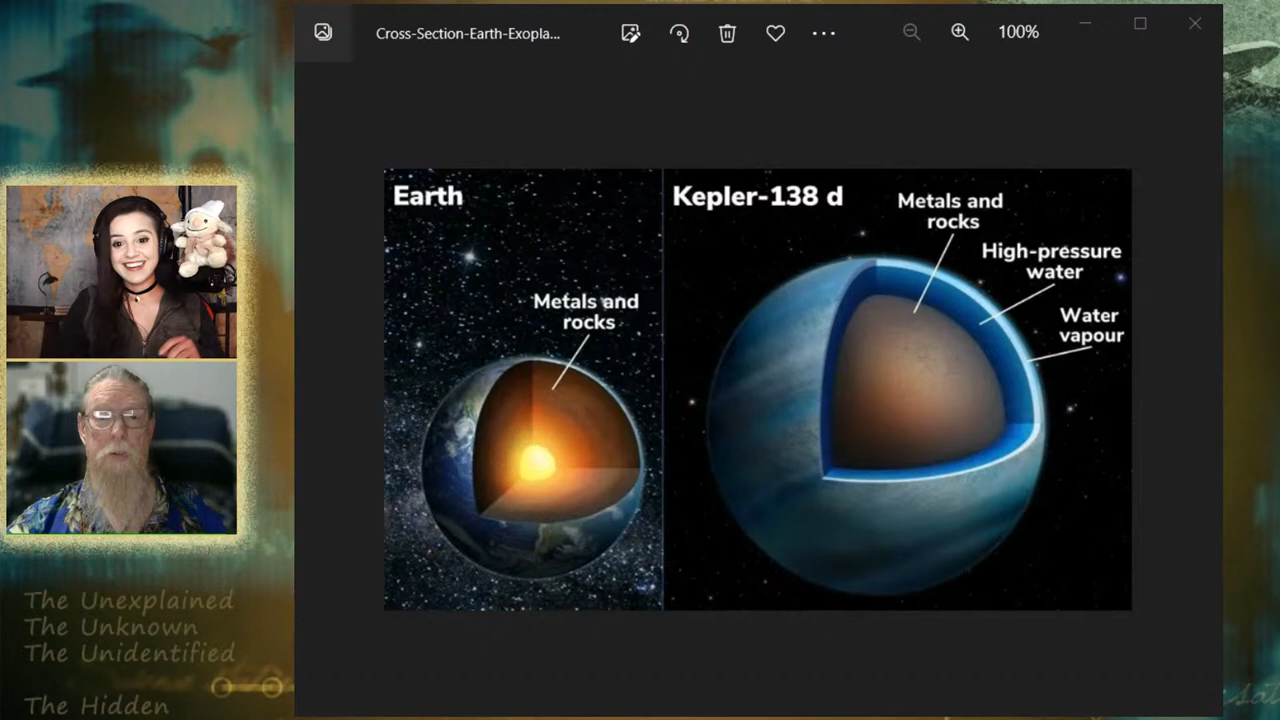 Cross-Section-Earth-Exopla...
100%
Earth
Metals and
rocks
Kepler-138 d
Metals and
rocks
High-pressure
water
Water
vapour
The Unexplained
The Unknown
The Unidentified
The Hidden